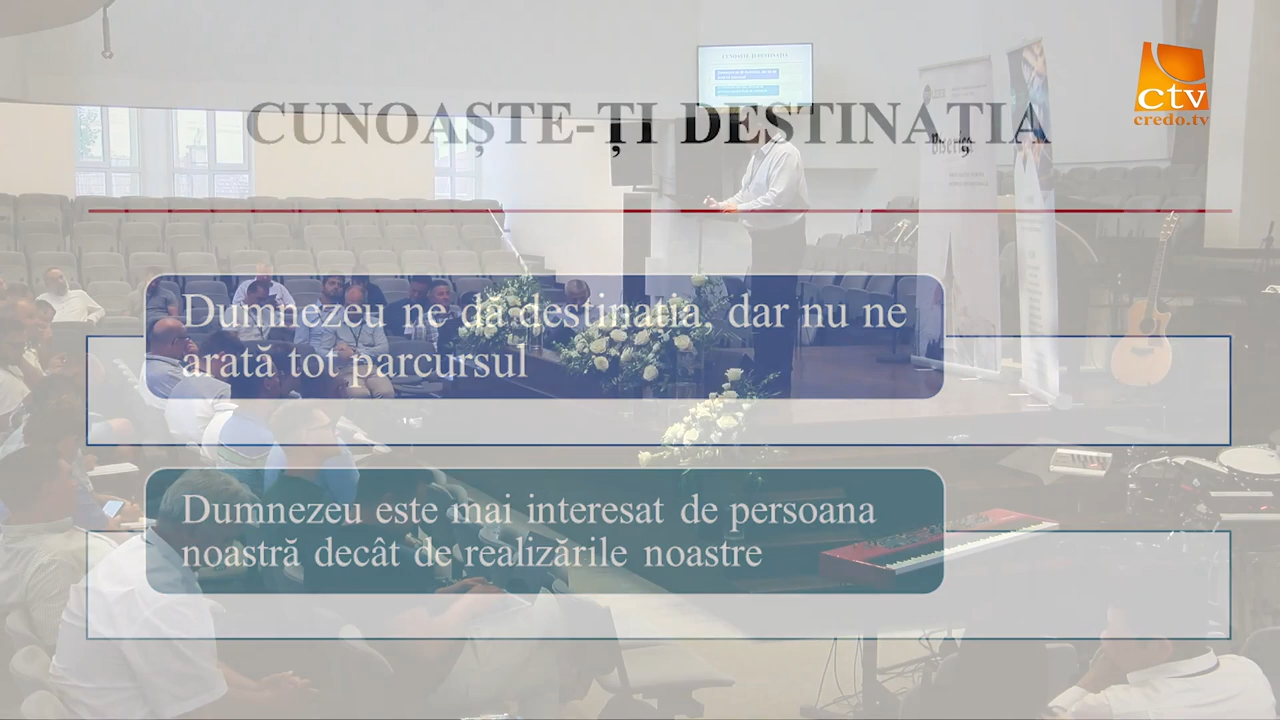 CUNOAȘTE-ȚI DESTINAȚIA
Dumnezeu ne dă destinația, dar nu ne
arată tot parcursul
Dumnezeu este mai interesat de persoana
noastră decât de realizările noastre
ctv
credo.tv
Biserica